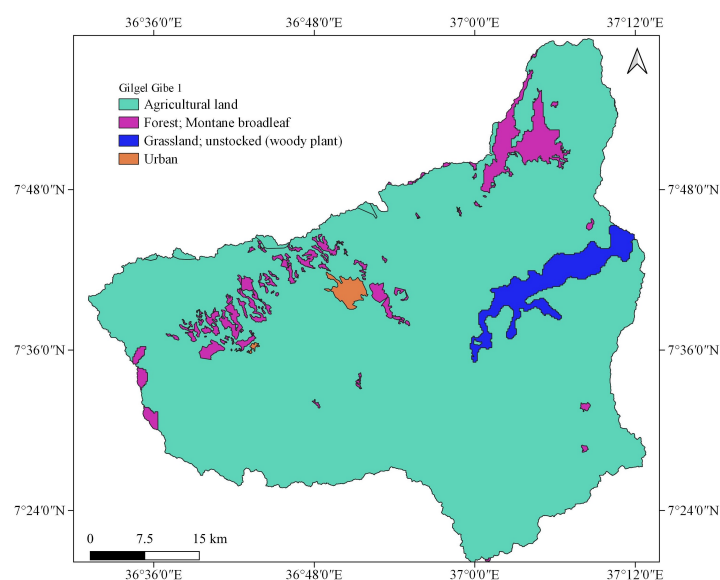 36°36′0″E 36°48′0″E 37°0′0″E 37°12′0″E
Gilgel Gibe 1
Agricultural land
Forest; Montane broadleaf
Grassland; unstocked (woody plant)
Urban
7°48′0″N 7°48′0″N
7°36′0″N 7°36′0″N
7°24′0″N 7°24′0″N
0 7.5 15 km
36°36′0″E 36°48′0″E 37°0′0″E 37°12′0″E